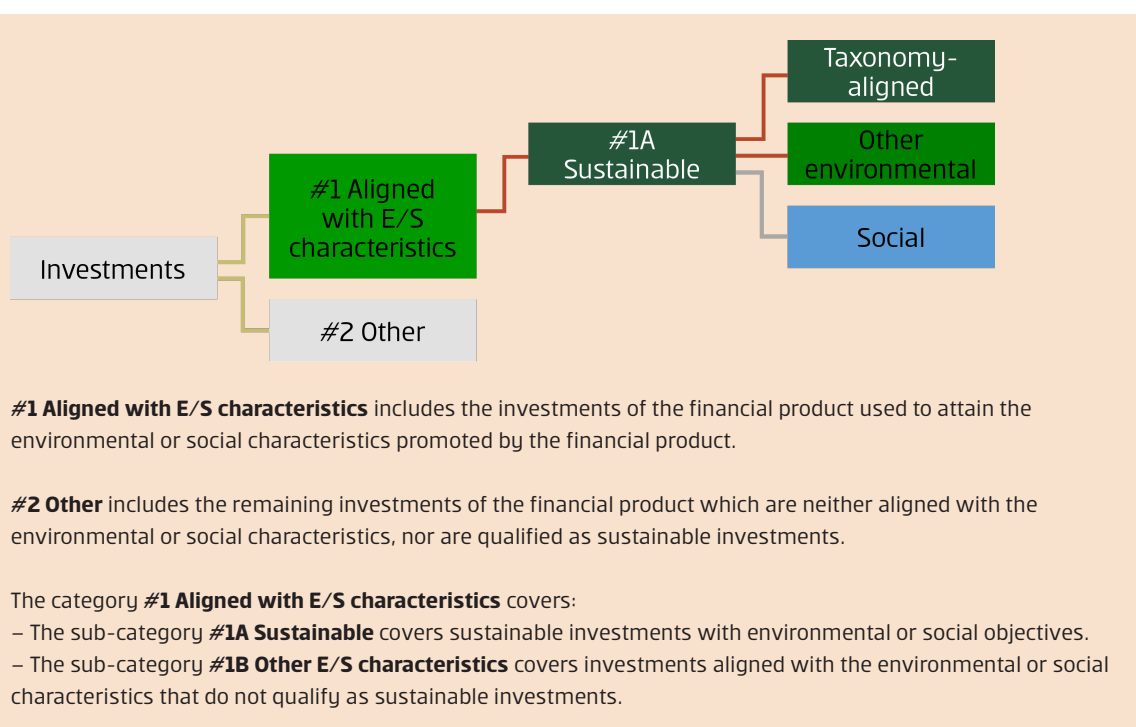 Taxonomy-
aligned
#1A
Sustainable
Other
environmental
#1 Aligned
with E/S
characteristics
Social
Investments
#2 Other
#1 Aligned with E/S characteristics includes the investments of the financial product used to attain the
environmental or social characteristics promoted by the financial product.
#2 Other includes the remaining investments of the financial product which are neither aligned with the
environmental or social characteristics, nor are qualified as sustainable investments.
The category #1 Aligned with E/S characteristics covers:
– The sub-category #1A Sustainable covers sustainable investments with environmental or social objectives.
– The sub-category #1B Other E/S characteristics covers investments aligned with the environmental or social
characteristics that do not qualify as sustainable investments.